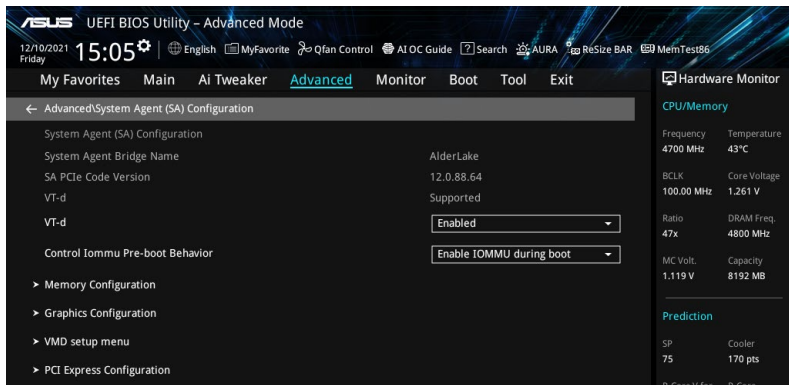 ASUS UEFI BIOS Utility – Advanced Mode
12/10/2021 Friday 15:05 English MyFavorite Qfan Control AI OC Guide ? Search AURA ReSize BAR MemTest86
My Favorites Main Ai Tweaker Advanced Monitor Boot Tool Exit
Hardware Monitor
← Advanced\System Agent (SA) Configuration
System Agent (SA) Configuration
System Agent Bridge Name AlderLake
SA PCIe Code Version 12.0.88.64
VT-d Supported
VT-d Enabled
Control Iommu Pre-boot Behavior Enable IOMMU during boot
> Memory Configuration
> Graphics Configuration
> VMD setup menu
> PCI Express Configuration
CPU/Memory
Frequency Temperature
4700 MHz 43°C
BCLK Core Voltage
100.00 MHz 1.261 V
Ratio DRAM Freq.
47x 4800 MHz
MC Volt. Capacity
1.119 V 8192 MB
Prediction
SP Cooler
75 170 pts